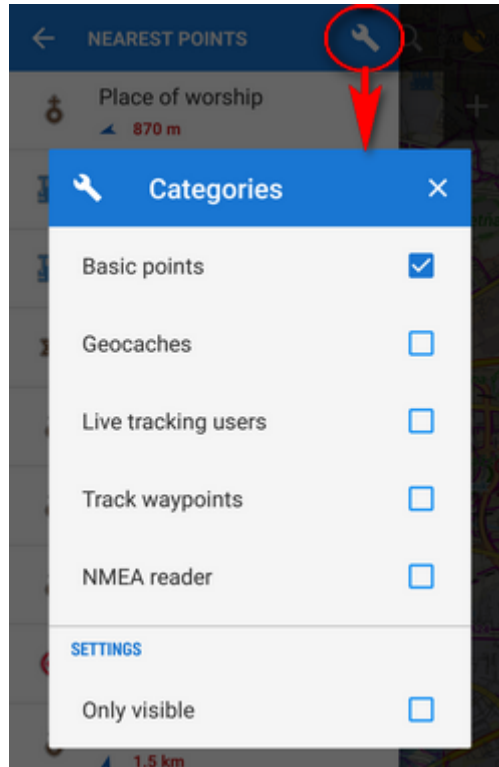 NEAREST POINTS
Place of worship
870 m
Categories
Basic points
Geocaches
Live tracking users
Track waypoints
NMEA reader
SETTINGS
Only visible
1.5 km